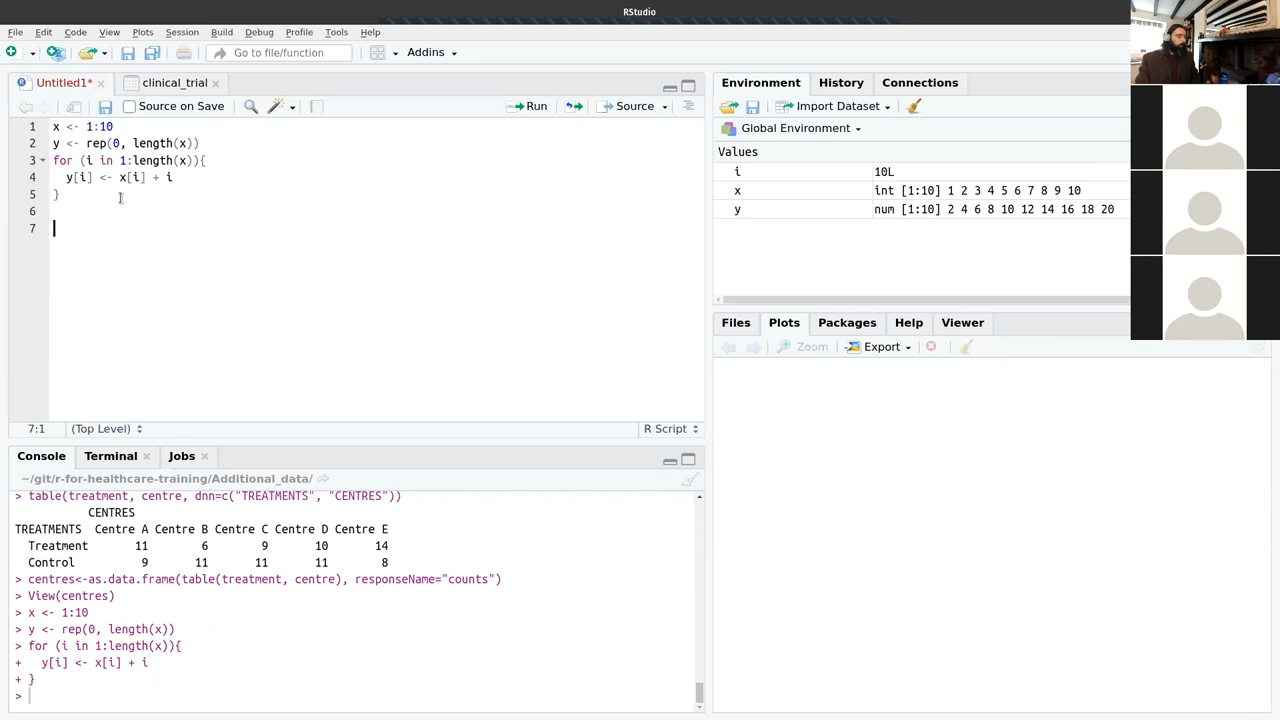 RStudio
File Edit Code View Plots Session Build Debug Profile Tools Help
Go to file/function Addins
Untitled1* clinical_trial
Source on Save Run Source
1 x <- 1:10
2 y <- rep(0, length(x))
3 for (i in 1:length(x)){
4 y[i] <- x[i] + i
5 }
6
7
7:1 (Top Level) R Script
Console Terminal Jobs
~/git/r-for-healthcare-training/Additional_data/
> table(treatment, centre, dnn=c("TREATMENTS", "CENTRES"))
CENTRES
TREATMENTS Centre A Centre B Centre C Centre D Centre E
Treatment 11 6 9 10 14
Control 9 11 11 11 8
> centres<-as.data.frame(table(treatment, centre), responseName="counts")
> View(centres)
> x <- 1:10
> y <- rep(0, length(x))
> for (i in 1:length(x)){
+ y[i] <- x[i] + i
+ }
>
Environment History Connections
Import Dataset
Global Environment
Values
i 10L
x int [1:10] 1 2 3 4 5 6 7 8 9 10
y num [1:10] 2 4 6 8 10 12 14 16 18 20
Files Plots Packages Help Viewer
Zoom Export